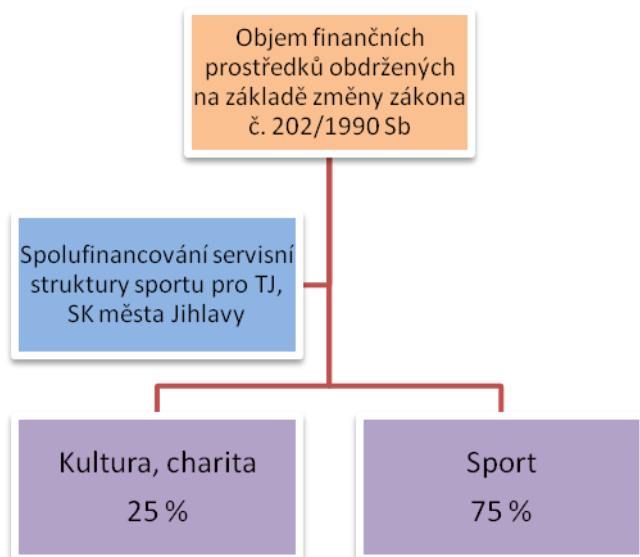 Objem finančních
prostředků obdržených
na základě změny zákona
č. 202/1990 Sb
Spolufinancování servisní
struktury sportu pro TJ,
SK města Jihlavy
Kultura, charita
25 %
Sport
75 %